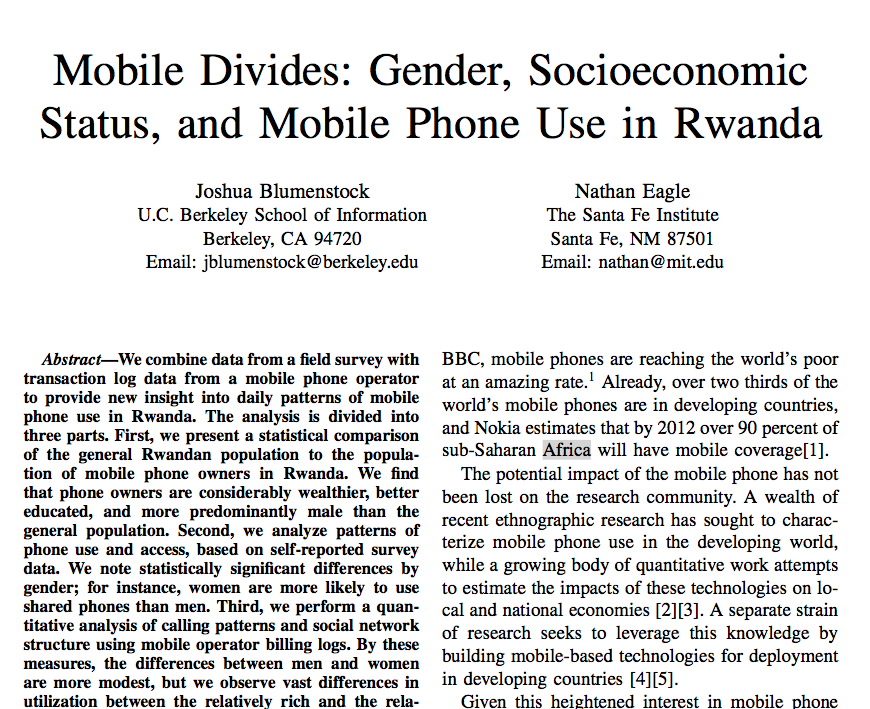 Mobile Divides: Gender, Socioeconomic
Status, and Mobile Phone Use in Rwanda
Joshua Blumenstock
U.C. Berkeley School of Information
Berkeley, CA 94720
Email: jblumenstock@berkeley.edu
Nathan Eagle
The Santa Fe Institute
Santa Fe, NM 87501
Email: nathan@mit.edu
Abstract—We combine data from a field survey with
transaction log data from a mobile phone operator
to provide new insight into daily patterns of mobile
phone use in Rwanda. The analysis is divided into
three parts. First, we present a statistical comparison
of the general Rwandan population to the popula-
tion of mobile phone owners in Rwanda. We find
that phone owners are considerably wealthier, better
educated, and more predominantly male than the
general population. Second, we analyze patterns of
phone use and access, based on self-reported survey
data. We note statistically significant differences by
gender; for instance, women are more likely to use
shared phones than men. Third, we perform a quan-
titative analysis of calling patterns and social network
structure using mobile operator billing logs. By these
measures, the differences between men and women
are more modest, but we observe vast differences in
utilization between the relatively rich and the rela-
BBC, mobile phones are reaching the world's poor
at an amazing rate.1 Already, over two thirds of the
world's mobile phones are in developing countries,
and Nokia estimates that by 2012 over 90 percent of
sub-Saharan Africa will have mobile coverage[1].
The potential impact of the mobile phone has not
been lost on the research community. A wealth of
recent ethnographic research has sought to charac-
terize mobile phone use in the developing world,
while a growing body of quantitative work attempts
to estimate the impacts of these technologies on lo-
cal and national economies [2][3]. A separate strain
of research seeks to leverage this knowledge by
building mobile-based technologies for deployment
in developing countries [4][5].
Given this heightened interest in mobile phone